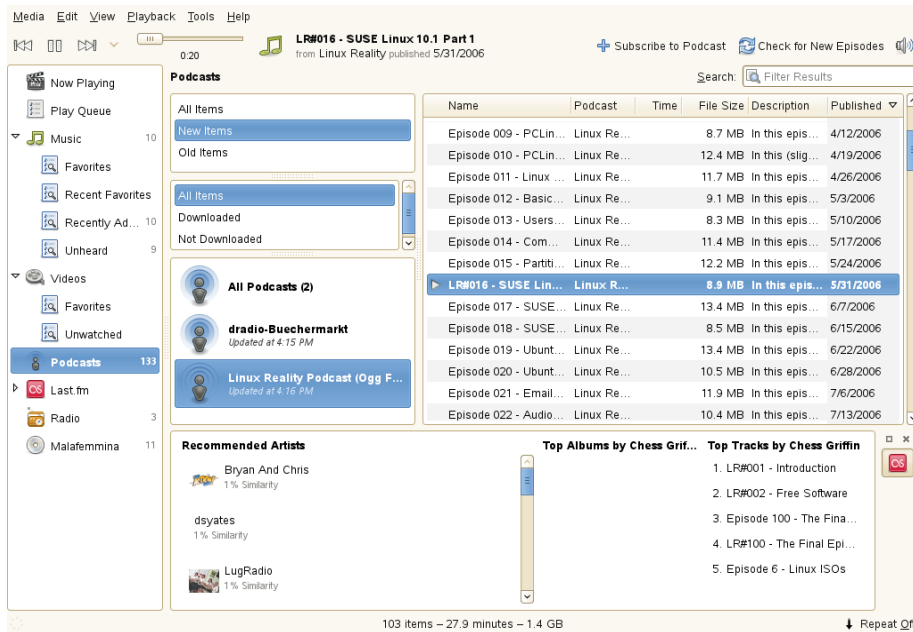 Media Edit View Playback Tools Help
0:20
LR#016 - SUSE Linux 10.1 Part 1
from Linux Reality published 5/31/2006
Subscribe to Podcast
Check for New Episodes
Now Playing
Play Queue
Music 10
Favorites
Recent Favorites
Recently Ad... 10
Unheard 9
Videos
Favorites
Unwatched
Podcasts 133
Last.fm
Radio 3
Malafemmina 11
Podcasts
Search: Filter Results
All Items
New Items
Old Items
All Items
Downloaded
Not Downloaded
All Podcasts (2)
dradio-Buechermarkt
Updated at 4:15 PM
Linux Reality Podcast (Ogg F...
Updated at 4:16 PM
Name Podcast Time File Size Description Published
Episode 009 - PCLin... Linux Re... 8.7 MB In this epis... 4/12/2006
Episode 010 - PCLin... Linux Re... 12.4 MB In this (slig... 4/19/2006
Episode 011 - Linux ... Linux Re... 11.7 MB In this epis... 4/26/2006
Episode 012 - Basic... Linux Re... 9.1 MB In this epis... 5/3/2006
Episode 013 - Users... Linux Re... 8.3 MB In this epis... 5/10/2006
Episode 014 - Com... Linux Re... 11.4 MB In this epis... 5/17/2006
Episode 015 - Partiti... Linux Re... 12.2 MB In this epis... 5/24/2006
LR#016 - SUSE Lin... Linux R... 8.9 MB In this epis... 5/31/2006
Episode 017 - SUSE... Linux Re... 13.4 MB In this epis... 6/7/2006
Episode 018 - SUSE... Linux Re... 8.5 MB In this epis... 6/15/2006
Episode 019 - Ubunt... Linux Re... 13.4 MB In this epis... 6/22/2006
Episode 020 - Ubunt... Linux Re... 10.5 MB In this epis... 6/28/2006
Episode 021 - Email... Linux Re... 11.9 MB In this epis... 7/6/2006
Episode 022 - Audio... Linux Re... 10.4 MB In this epis... 7/13/2006
Recommended Artists
Bryan And Chris
1% Similarity
dsyates
1% Similarity
LugRadio
1% Similarity
Top Albums by Chess Grif...
Top Tracks by Chess Griffin
1. LR#001 - Introduction
2. LR#002 - Free Software
3. Episode 100 - The Fina...
4. LR#100 - The Final Epi...
5. Episode 6 - Linux ISOs
103 items – 27.9 minutes – 1.4 GB
Repeat Of